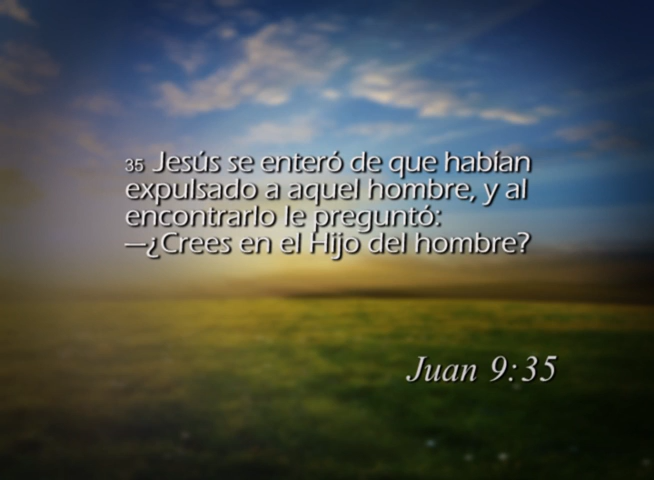 35 Jesús se enteró de que habían
expulsado a aquel hombre, y al
encontrarlo le preguntó:
—¿Crees en el Hijo del hombre?
Juan 9:35